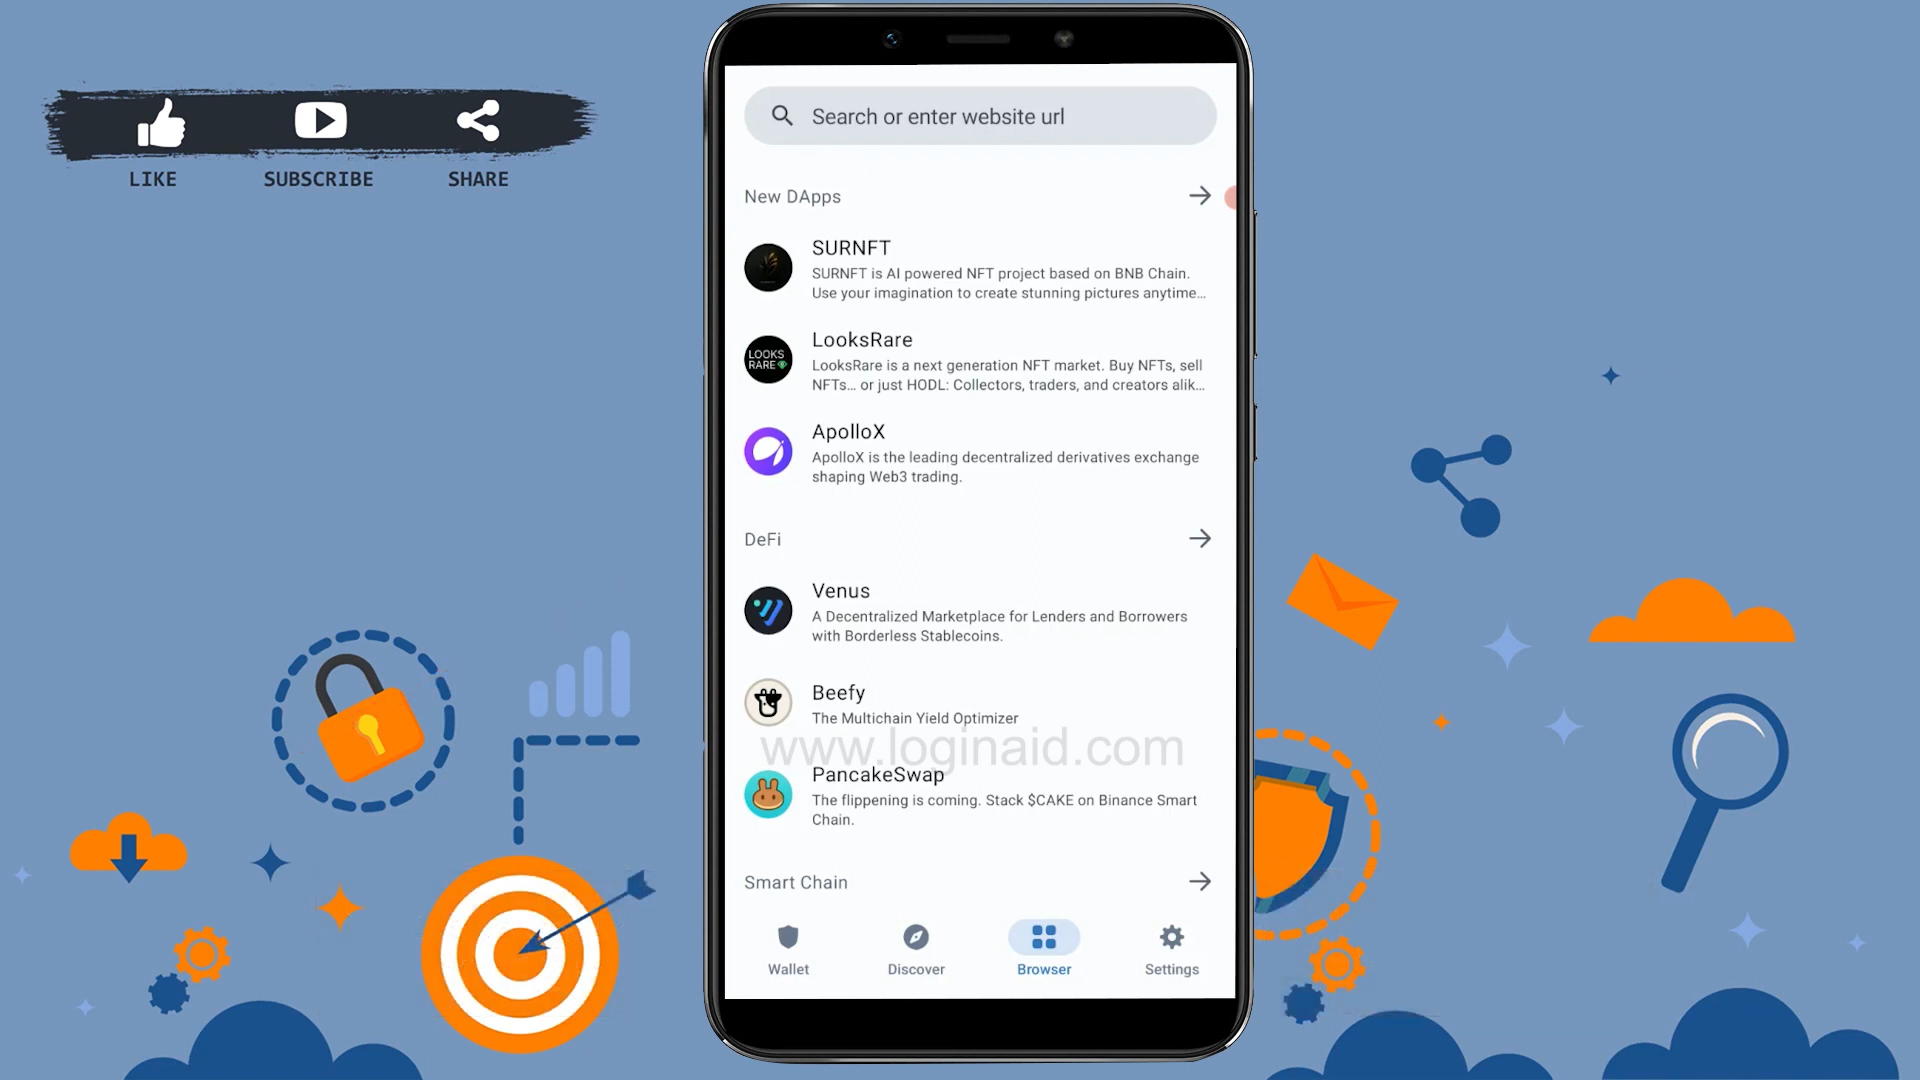 LIKE
SUBSCRIBE
SHARE
Search or enter website url
New DApps
SURNFT
SURNFT is AI powered NFT project based on BNB Chain.
Use your imagination to create stunning pictures anytime…
LOOKS
RARE
LooksRare
LooksRare is a next generation NFT market. Buy NFTs, sell
NFTs… or just HODL: Collectors, traders, and creators alik…
ApolloX
ApolloX is the leading decentralized derivatives exchange
shaping Web3 trading.
DeFi
Venus
A Decentralized Marketplace for Lenders and Borrowers
with Borderless Stablecoins.
Beefy
The Multichain Yield Optimizer
www.loginaid.com
PancakeSwap
The flippening is coming. Stack $CAKE on Binance Smart
Chain.
Smart Chain
Wallet
Discover
Browser
Settings